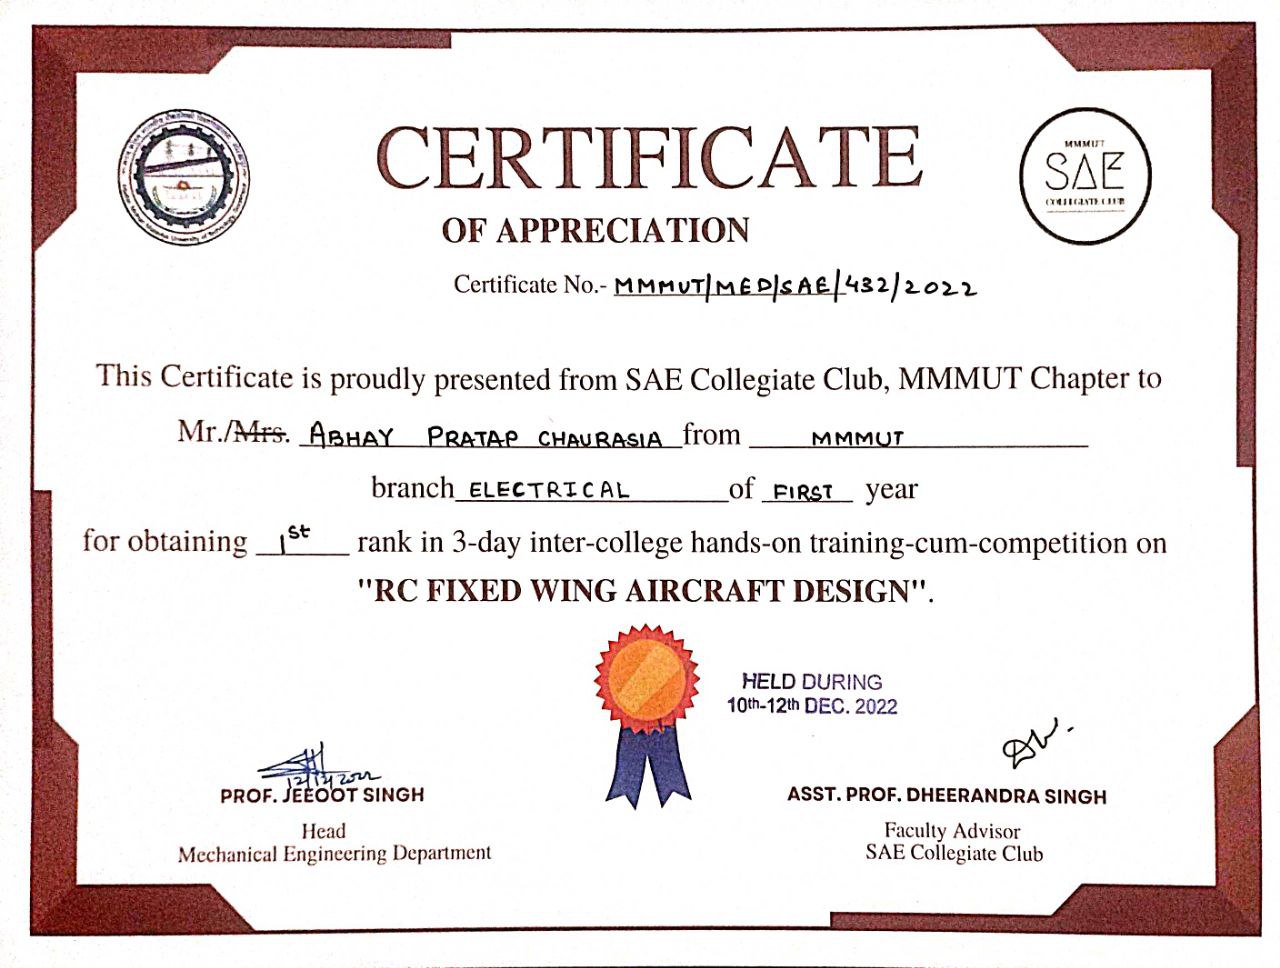 CERTIFICATE
OF APPRECIATION
MMMUT
SAE
COLLEGIATE CLUB
Certificate No.- MMMUT/MED/SAE/432/2022
This Certificate is proudly presented from SAE Collegiate Club, MMMUT Chapter to
Mr./Mrs. ABHAY PRATAP CHAURASIA from MMMUT
branch ELECTRICAL of FIRST year
for obtaining 1st rank in 3-day inter-college hands-on training-cum-competition on
"RC FIXED WING AIRCRAFT DESIGN".
HELD DURING
10th-12th DEC. 2022
12/12/2022
PROF. JEEOOT SINGH
Head
Mechanical Engineering Department
ASST. PROF. DHEERANDRA SINGH
Faculty Advisor
SAE Collegiate Club